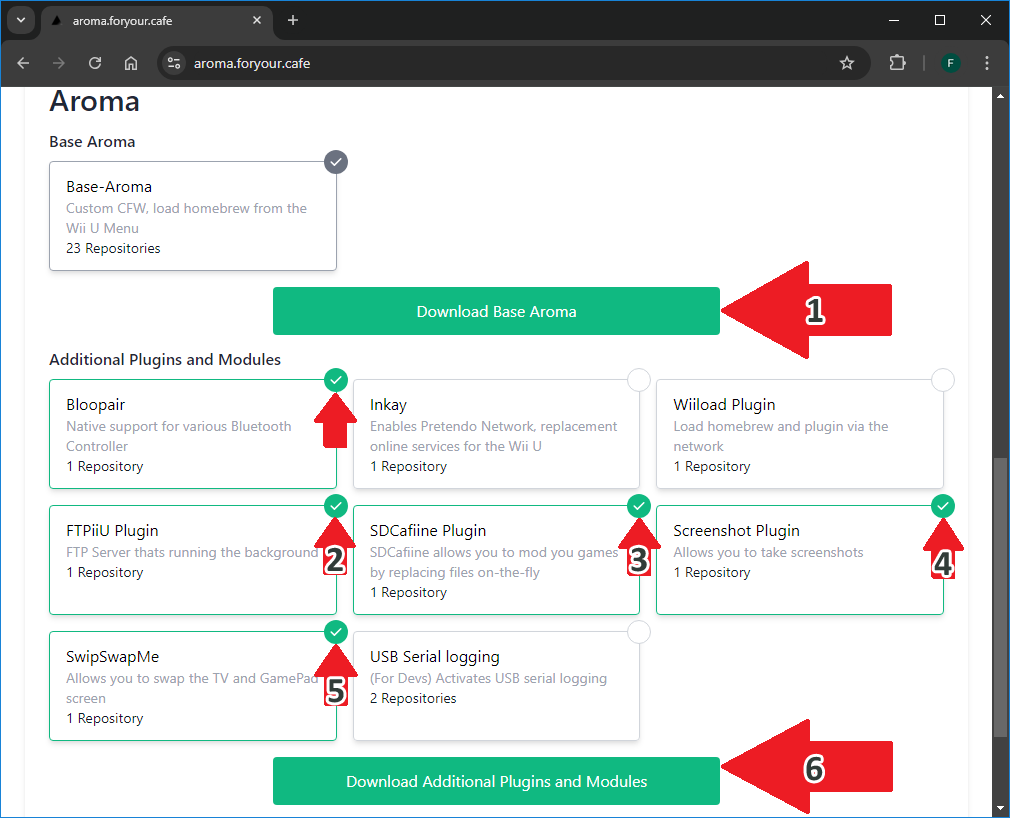 aroma.foryour.cafe
aroma.foryour.cafe
F
Aroma
Base Aroma
Base-Aroma
Custom CFW, load homebrew from the
Wii U Menu
23 Repositories
Download Base Aroma
1
Additional Plugins and Modules
Bloopair
Native support for various Bluetooth
Controller
1 Repository
Inkay
Enables Pretendo Network, replacement
online services for the Wii U
1 Repository
Wiiload Plugin
Load homebrew and plugin via the
network
1 Repository
FTPiiU Plugin
FTP Server thats running the background
1 Repository
2
SDCafiine Plugin
SDCafiine allows you to mod you games
by replacing files on-the-fly
1 Repository
3
Screenshot Plugin
Allows you to take screenshots
1 Repository
4
SwipSwapMe
Allows you to swap the TV and GamePad
screen
1 Repository
5
USB Serial logging
(For Devs) Activates USB serial logging
2 Repositories
Download Additional Plugins and Modules
6